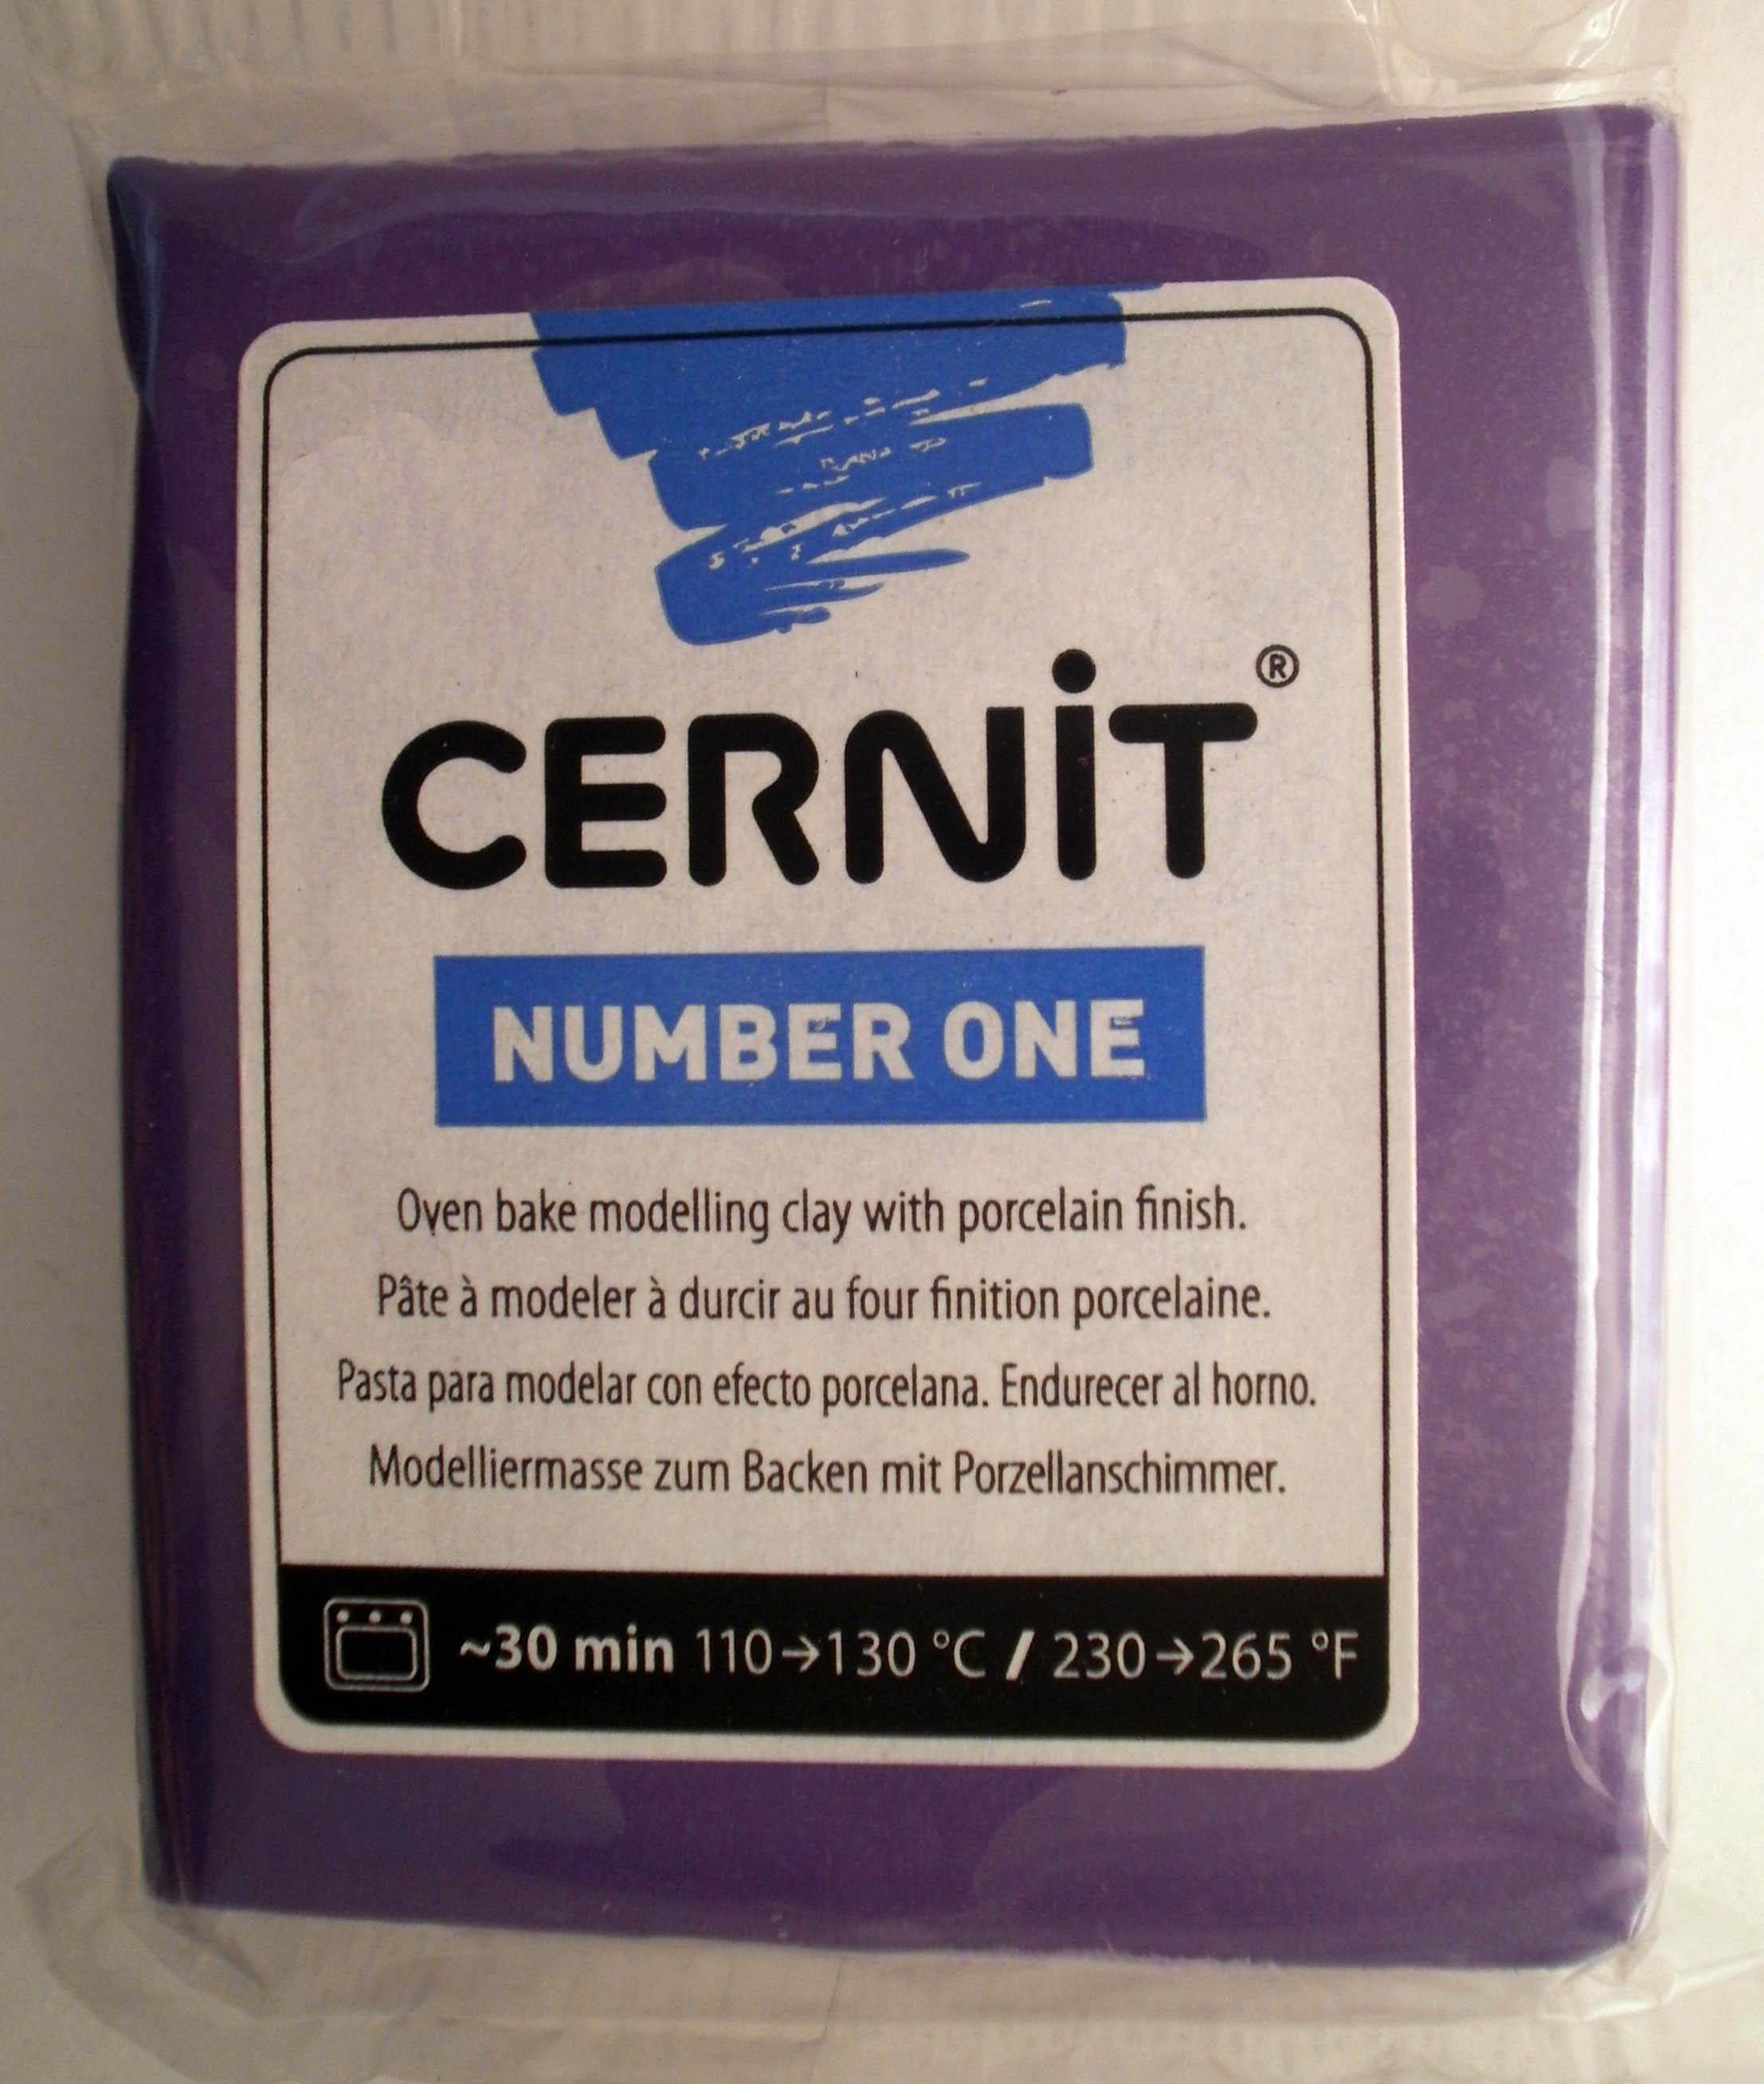 CERNiT®
NUMBER ONE
Oven bake modelling clay with porcelain finish.
Pâte à modeler à durcir au four finition porcelaine.
Pasta para modelar con efecto porcelana. Endurecer al horno.
Modelliermasse zum Backen mit Porzellanschimmer.
~30 min 110→130 °C / 230→265 °F